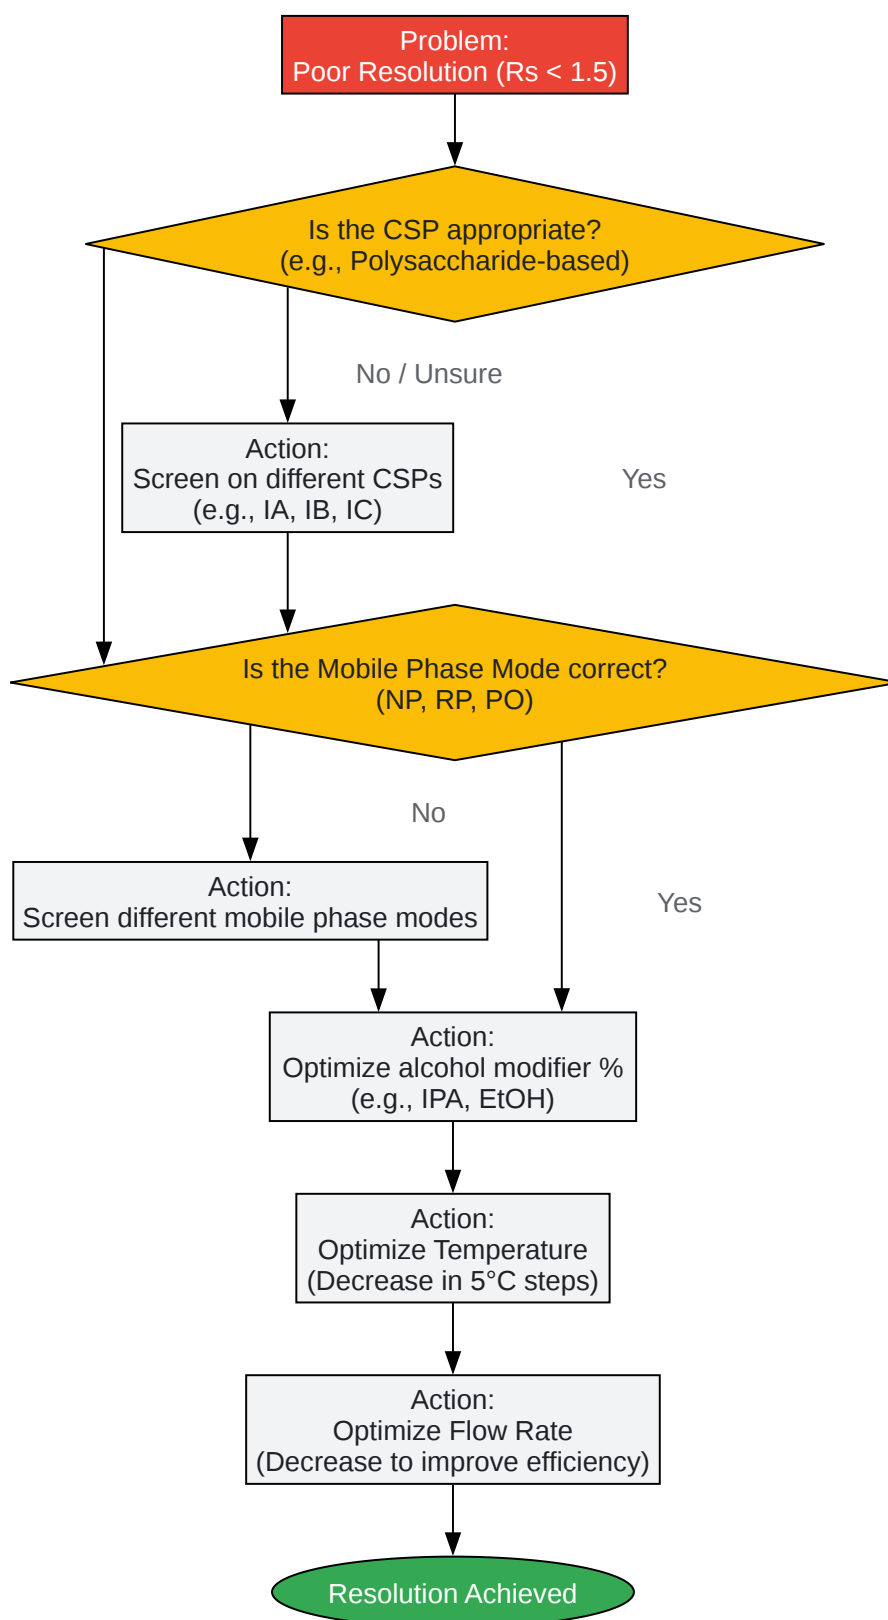 Problem:
Poor Resolution (Rs < 1.5)
Is the CSP appropriate?
(e.g., Polysaccharide-based)
No / Unsure
Action:
Screen on different CSPs
(e.g., IA, IB, IC)
Yes
Is the Mobile Phase Mode correct?
(NP, RP, PO)
No
Action:
Screen different mobile phase modes
Yes
Action:
Optimize alcohol modifier %
(e.g., IPA, EtOH)
Action:
Optimize Temperature
(Decrease in 5°C steps)
Action:
Optimize Flow Rate
(Decrease to improve efficiency)
Resolution Achieved